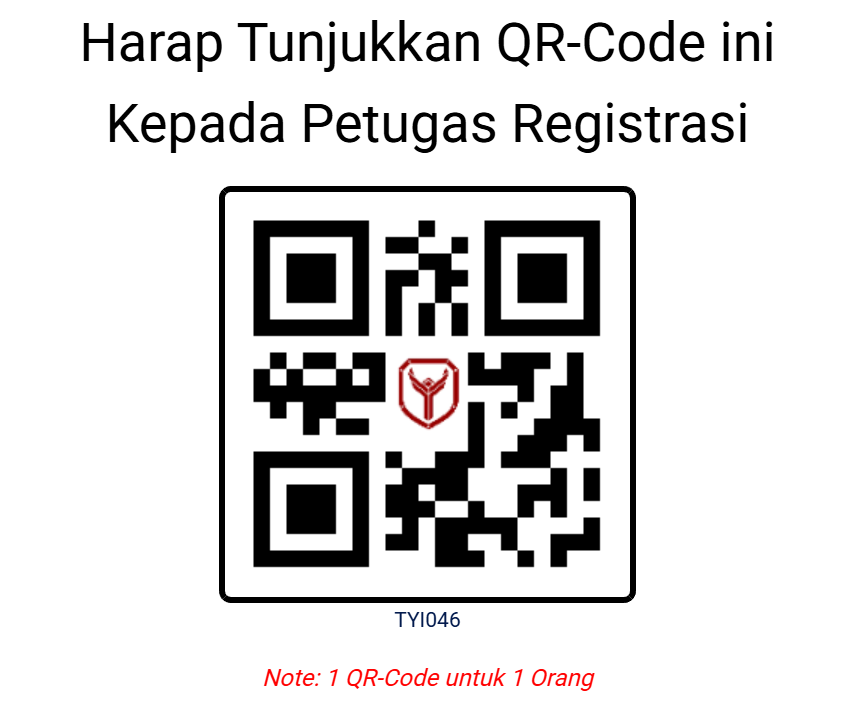 Harap Tunjukkan QR-Code ini
Kepada Petugas Registrasi
TYI046
Note: 1 QR-Code untuk 1 Orang